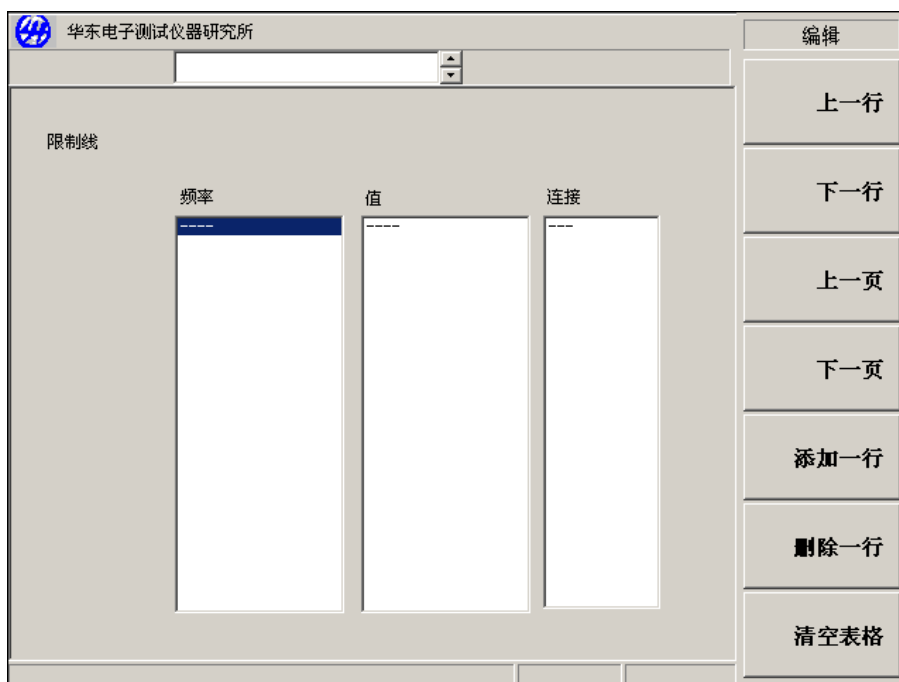 华东电子测试仪器研究所
编辑
上一行
限制线
频率
值
连接
----
----
---
下一行
上一页
下一页
添加一行
删除一行
清空表格